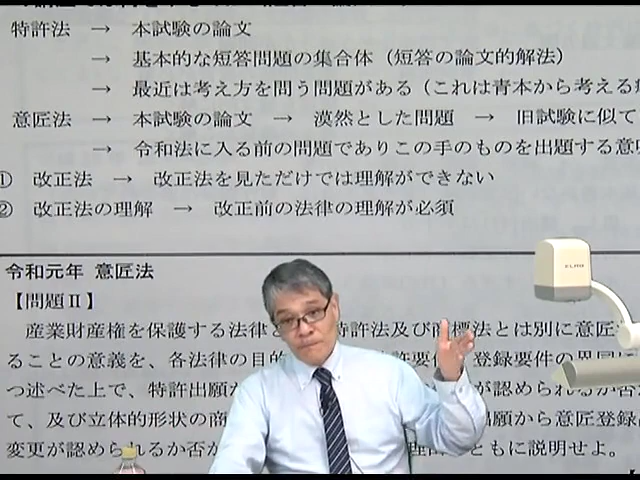 特許法 → 本試験の論文
→ 基本的な短答問題の集合体（短答の論文的解法）
→ 最近は考え方を問う問題がある（これは青本から考える
意匠法 → 本試験の論文 → 漠然とした問題 → 旧試験に似て
→ 令和法に入る前の問題でありこの手のものを出題する意
① 改正法 → 改正法を見ただけでは理解ができない
② 改正法の理解 → 改正前の法律の理解が必須
令和元年 意匠法
【問題Ⅱ】
産業財産権を保護する法律 特許法及び商標法とは別に意匠
ることの意義を、各法律の目的 許要 登録要件の異同
つ述べた上で、特許出願 が認められるか否
て、及び立体的形状の商 出願から意匠登録
変更が認められるか否か 理由 ともに説明せよ。
ELMO